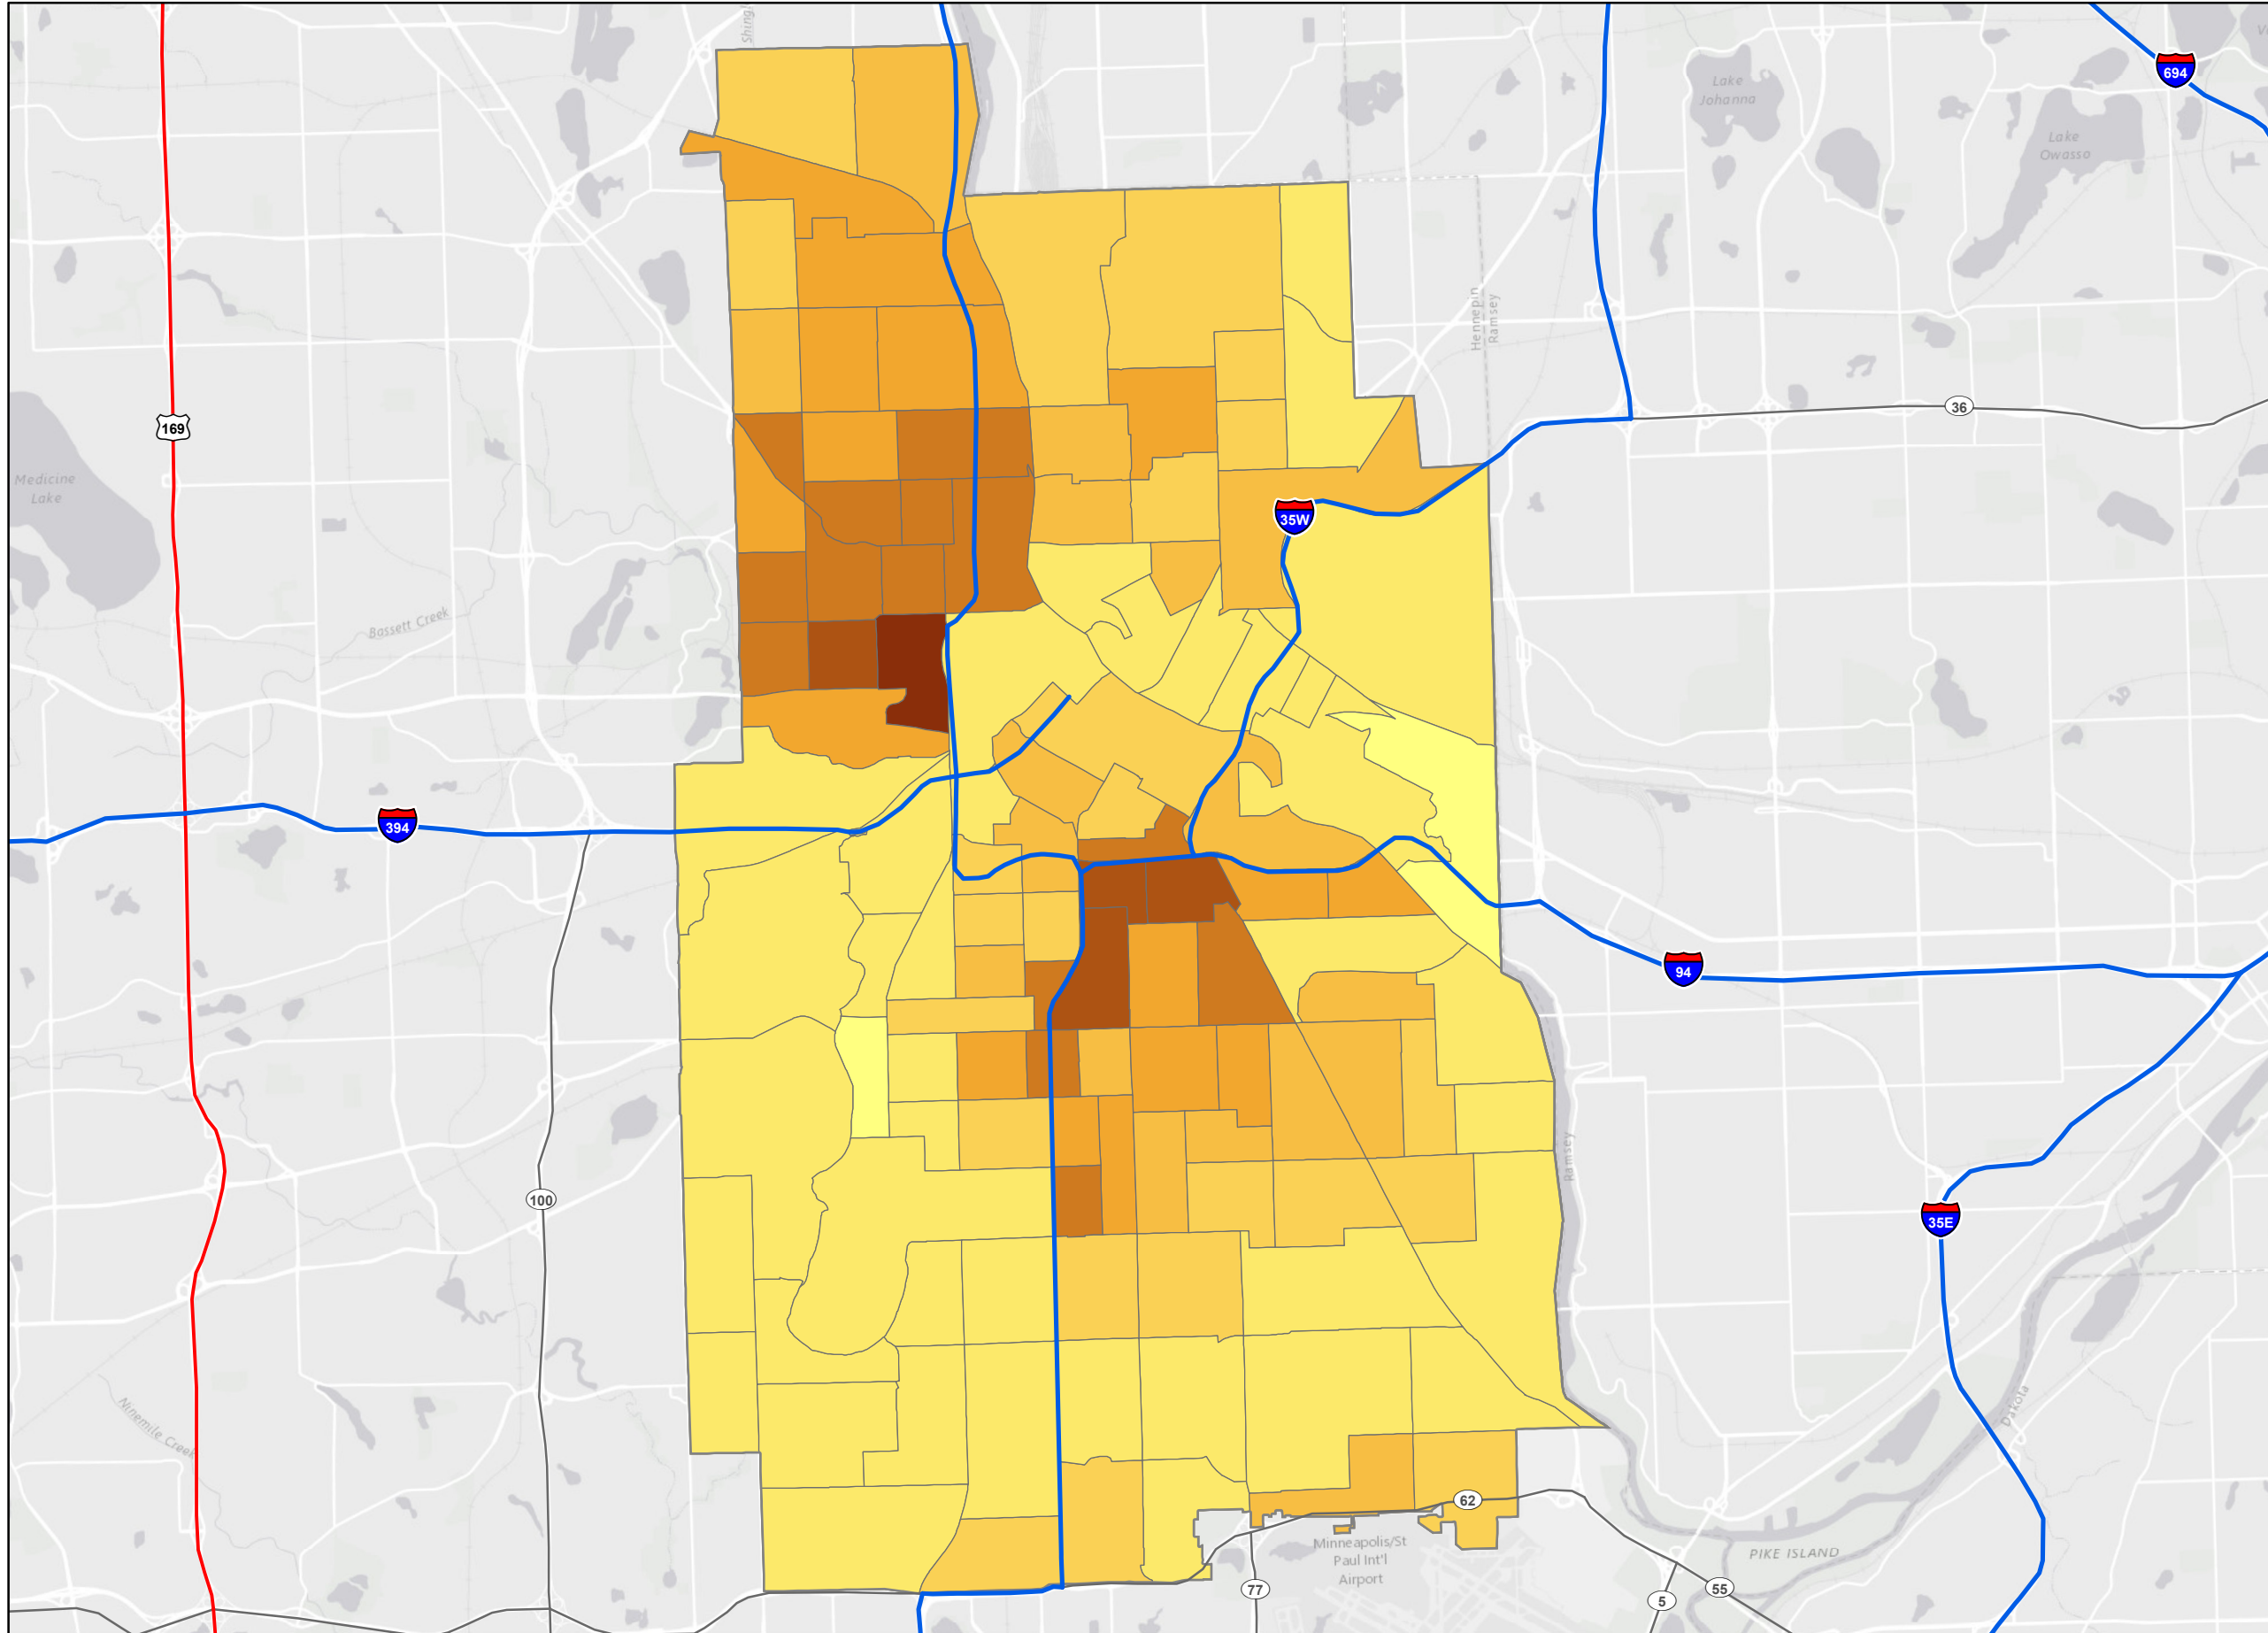 Shingl
694
Lake
Johanna
Lake
Owasso
Hennepin
Ramsey
36
169
Medicine
Lake
35W
Bassett Creek
394
94
Ramsey
100
35E
Ninemile Creek
Dakota
62
Minneapolis/St
Paul Int'l
Airport
PIKE ISLAND
77
55
5